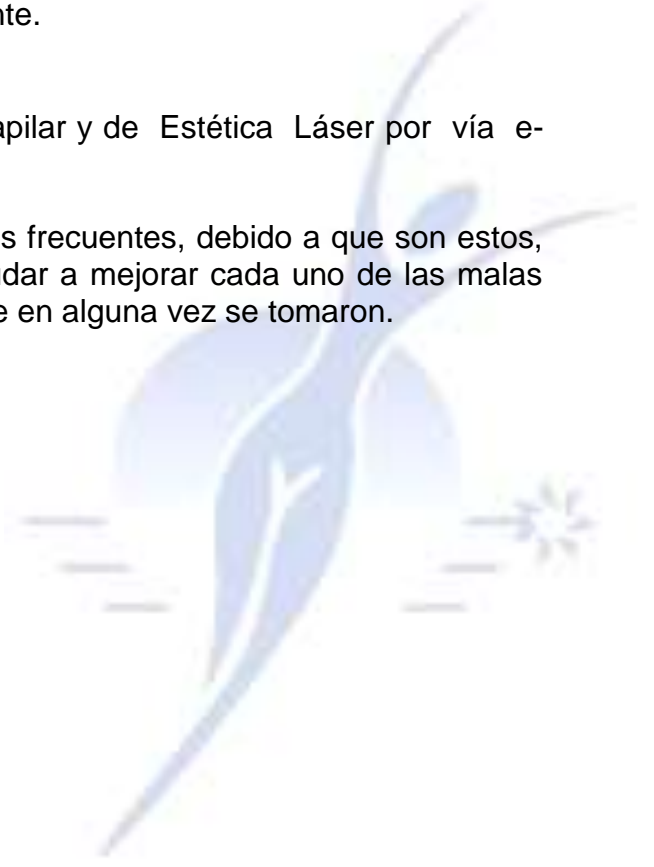 nte.
apilar y de Estética Láser por vía e-
s frecuentes, debido a que son estos,
udar a mejorar cada uno de las malas
e en alguna vez se tomaron.